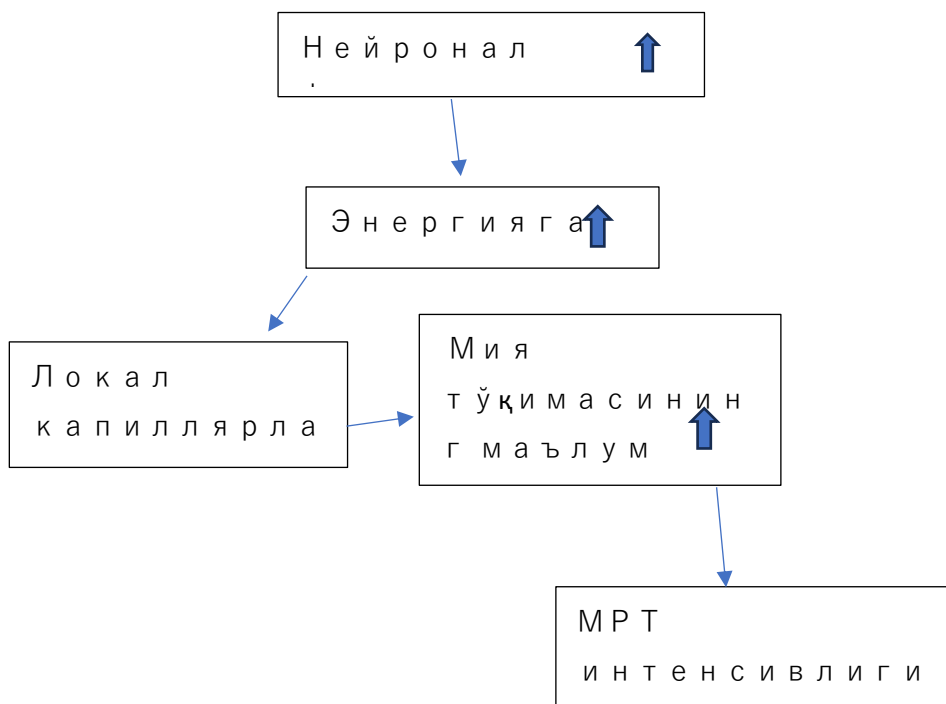 Нейронал
Энергияга
Локал
капиллярла
Мия
тўқимасинин
г маълум
МРТ
интенсивлиги